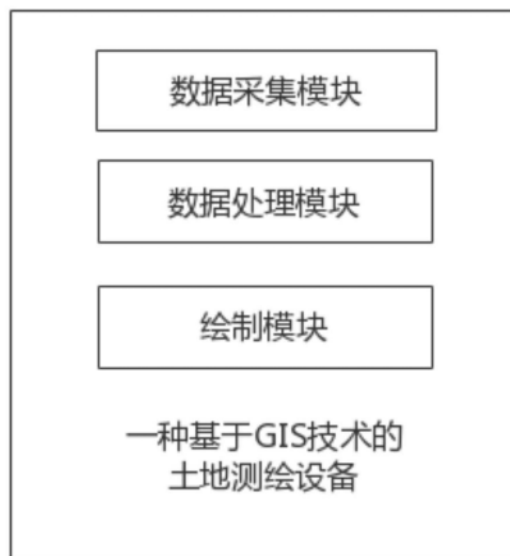 数据采集模块
数据处理模块
绘制模块
一种基于GIS技术的
土地测绘设备